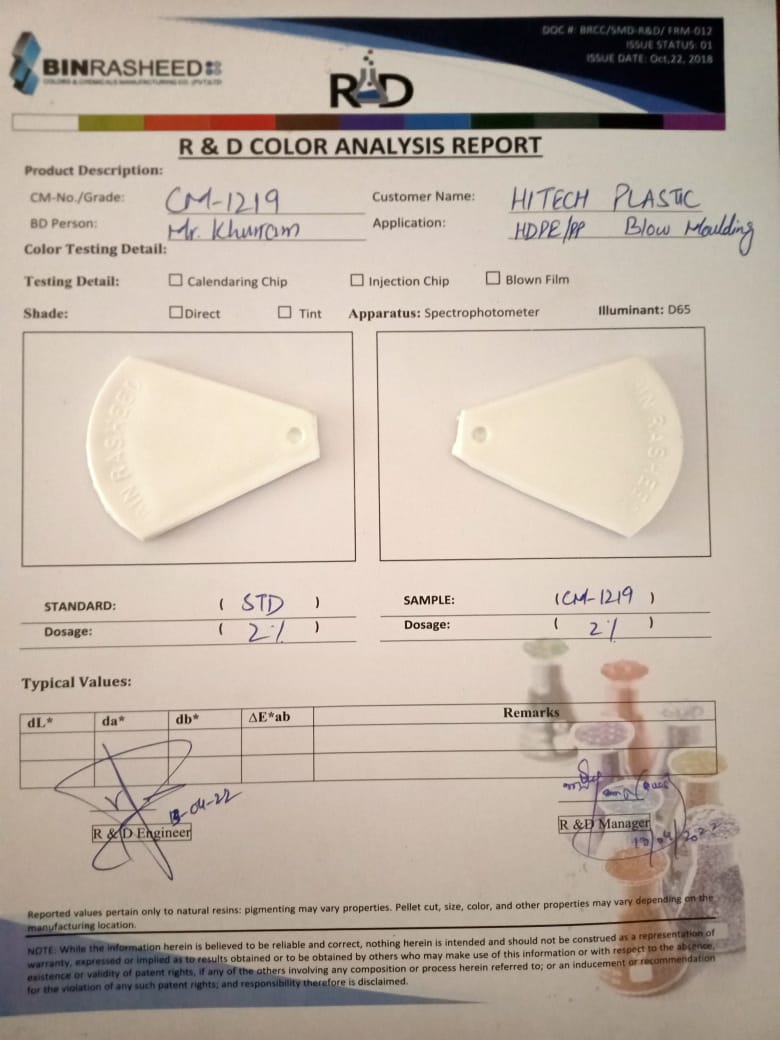 DOC #: BRCC/SMD-R&D/ FRM-012
ISSUE STATUS: 01
ISSUE DATE: Oct,22, 2018
BINRASHEED
COLORS & CHEMICALS MANUFACTURING CO. (PVT)LTD
R&D
R & D COLOR ANALYSIS REPORT
Product Description:
CM-No./Grade: CM-1219 Customer Name: HITECH PLASTIC
BD Person: Mr. Khurram Application: HDPE/PP Blow Moulding
Color Testing Detail:
Testing Detail: ☐ Calendaring Chip ☐ Injection Chip ☐ Blown Film
Shade: ☐ Direct ☐ Tint Apparatus: Spectrophotometer Illuminant: D65
BIN RASHEED
BIN RASHEED
STANDARD: ( STD ) SAMPLE: ( CM-1219 )
Dosage: ( 2% ) Dosage: ( 2% )
Typical Values:
dL* da* db* ΔE*ab Remarks
R & D Engineer R &D Manager
13/04/2022
Reported values pertain only to natural resins: pigmenting may vary properties. Pellet cut, size, color, and other properties may vary depending on the
manufacturing location.
NOTE: While the information herein is believed to be reliable and correct, nothing herein is intended and should not be construed as a representation of
warranty, expressed or implied as to results obtained or to be obtained by others who may make use of this information or with respect to the absence,
existence or validity of patent rights, if any of the others involving any composition or process herein referred to; or an inducement or recommendation
for the violation of any such patent rights; and responsibility therefore is disclaimed.